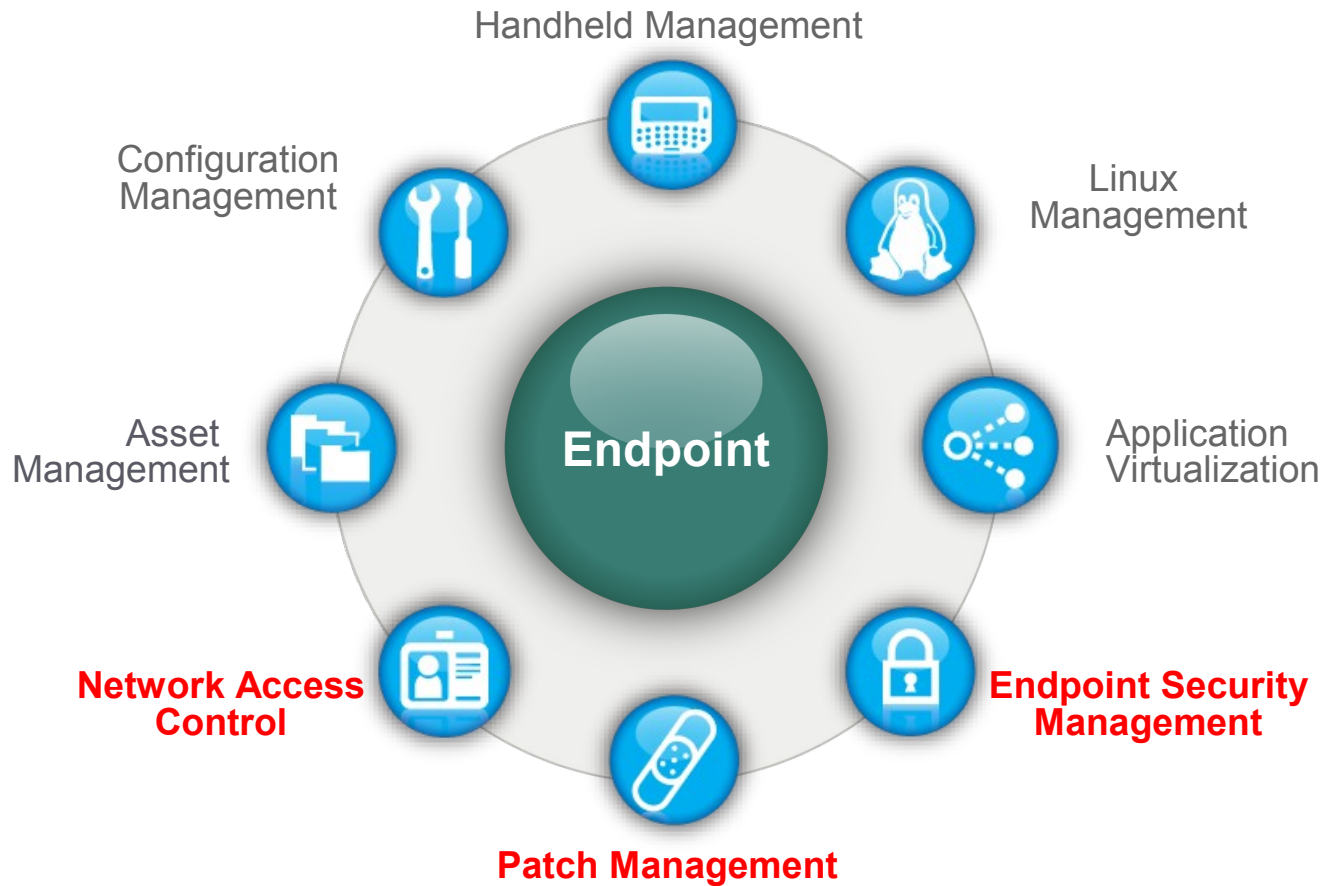 Handheld Management
Configuration
Management
Linux
Management
Asset
Management
Endpoint
Application
Virtualization
Network Access
Control
Endpoint Security
Management
Patch Management